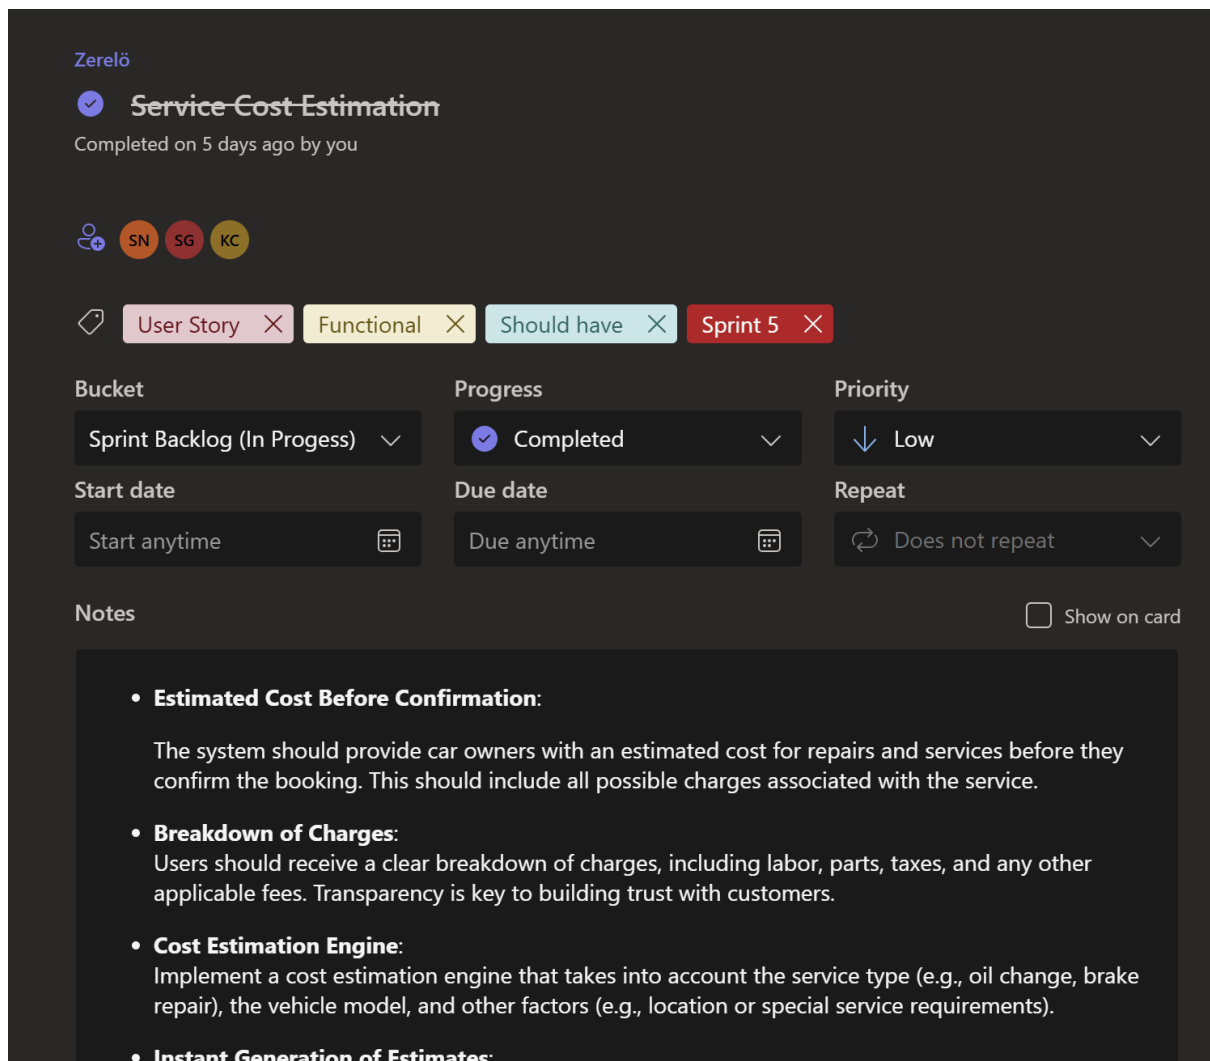 Zerelö
Service Cost Estimation
Completed on 5 days ago by you
SN SG KC
User Story Functional Should have Sprint 5
Bucket Progress Priority
Sprint Backlog (In Progess) Completed Low
Start date Due date Repeat
Start anytime Due anytime Does not repeat
Notes Show on card
• Estimated Cost Before Confirmation:
The system should provide car owners with an estimated cost for repairs and services before they
confirm the booking. This should include all possible charges associated with the service.
• Breakdown of Charges:
Users should receive a clear breakdown of charges, including labor, parts, taxes, and any other
applicable fees. Transparency is key to building trust with customers.
• Cost Estimation Engine:
Implement a cost estimation engine that takes into account the service type (e.g., oil change, brake
repair), the vehicle model, and other factors (e.g., location or special service requirements).
• Instant Generation of Estimates: